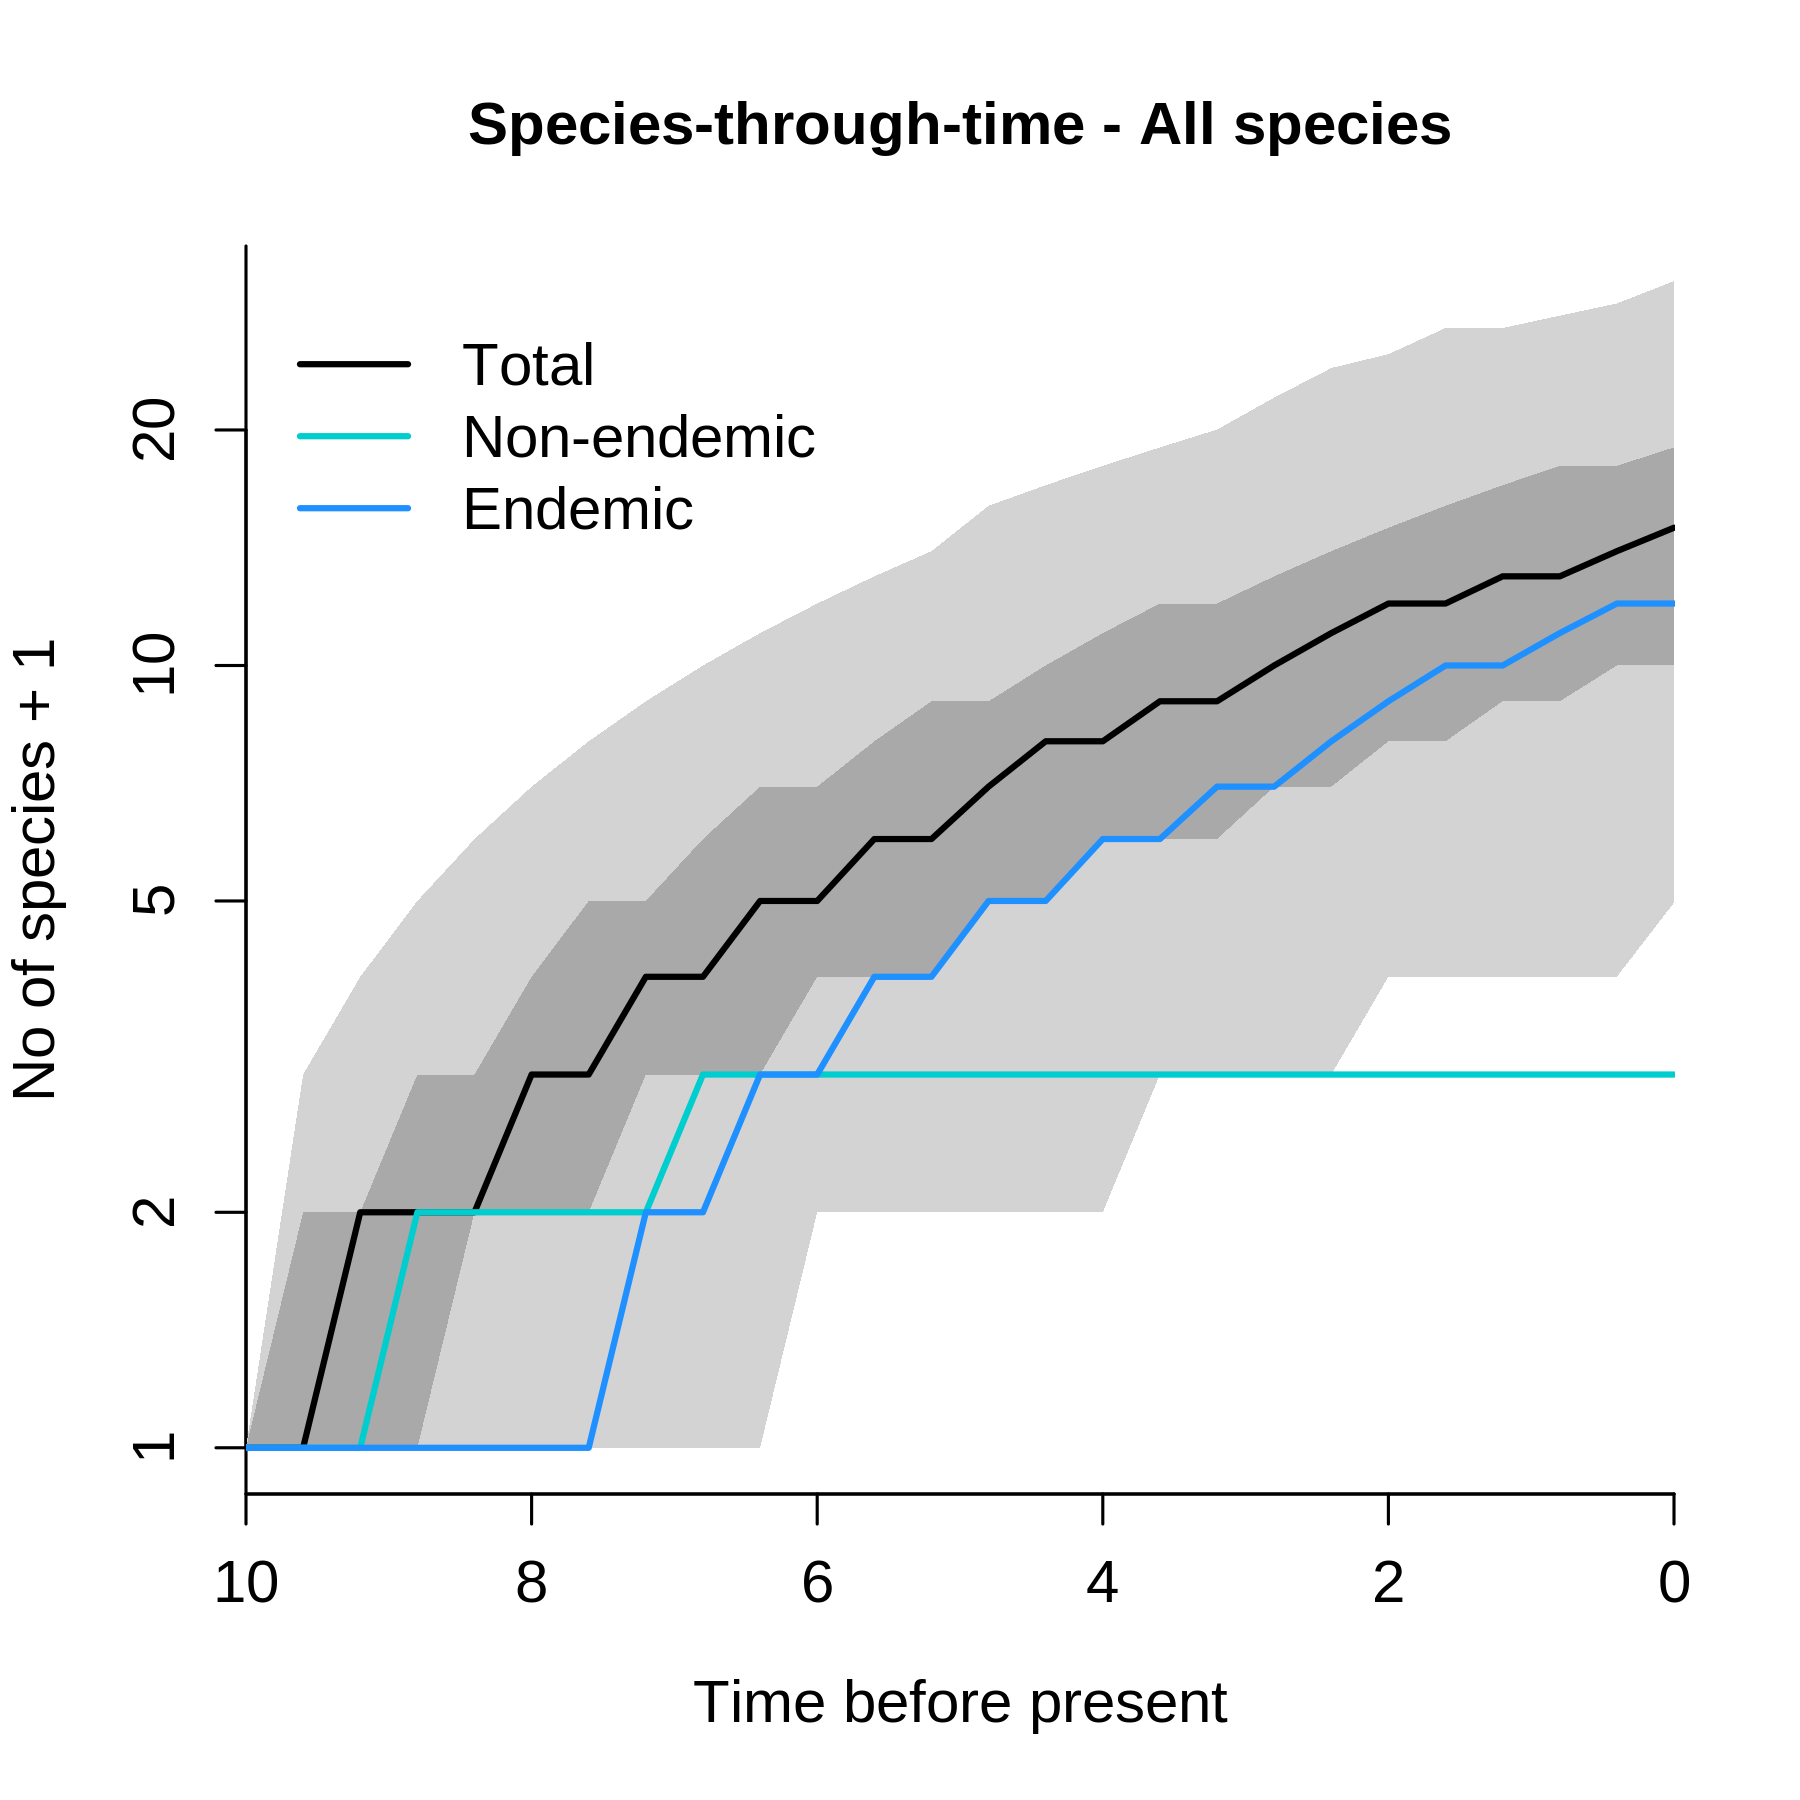 Species-through-time - All species
Total
Non-endemic
Endemic
No of species + 1
20
10
5
2
1
10 8 6 4 2 0
Time before present